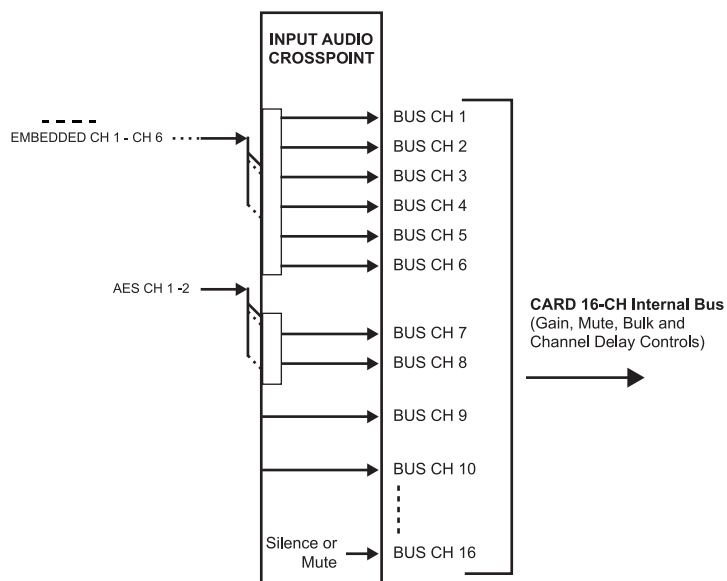 INPUT AUDIO
CROSSPOINT
EMBEDDED CH 1 - CH 6
BUS CH 1
BUS CH 2
BUS CH 3
BUS CH 4
BUS CH 5
BUS CH 6
AES CH 1 -2
BUS CH 7
BUS CH 8
BUS CH 9
BUS CH 10
Silence or
Mute
BUS CH 16
CARD 16-CH Internal Bus
(Gain, Mute, Bulk and
Channel Delay Controls)